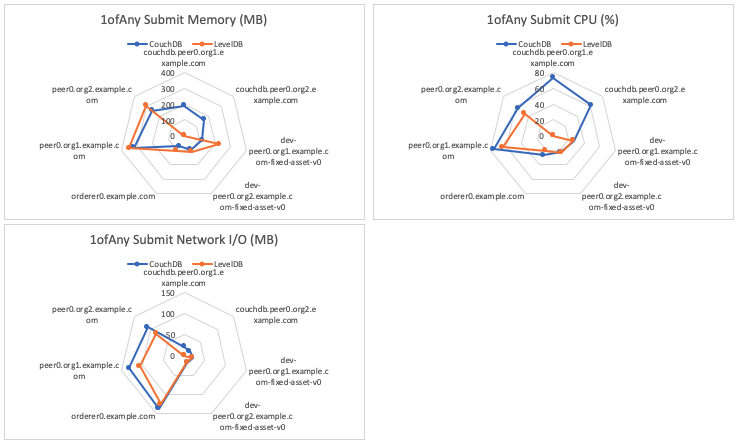 1ofAny Submit Memory (MB)
CouchDB LevelDB
couchdb.peer0.org1.e
xample.com
400
300
200
100
0
couchdb.peer0.org2.e
xample.com
dev-
peer0.org1.example.c
om-fixed-asset-v0
dev-
peer0.org2.example.c
om-fixed-asset-v0
orderer0.example.com
peer0.org1.example.c
om
peer0.org2.example.c
om
1ofAny Submit CPU (%)
CouchDB LevelDB
couchdb.peer0.org1.e
xample.com
80
60
40
20
0
couchdb.peer0.org2.e
xample.com
dev-
peer0.org1.example.c
om-fixed-asset-v0
dev-
peer0.org2.example.c
om-fixed-asset-v0
orderer0.example.com
peer0.org1.example.c
om
peer0.org2.example.c
om
1ofAny Submit Network I/O (MB)
CouchDB LevelDB
couchdb.peer0.org1.e
xample.com
150
100
50
0
couchdb.peer0.org2.e
xample.com
dev-
peer0.org1.example.c
om-fixed-asset-v0
dev-
peer0.org2.example.c
om-fixed-asset-v0
orderer0.example.com
peer0.org1.example.c
om
peer0.org2.example.c
om